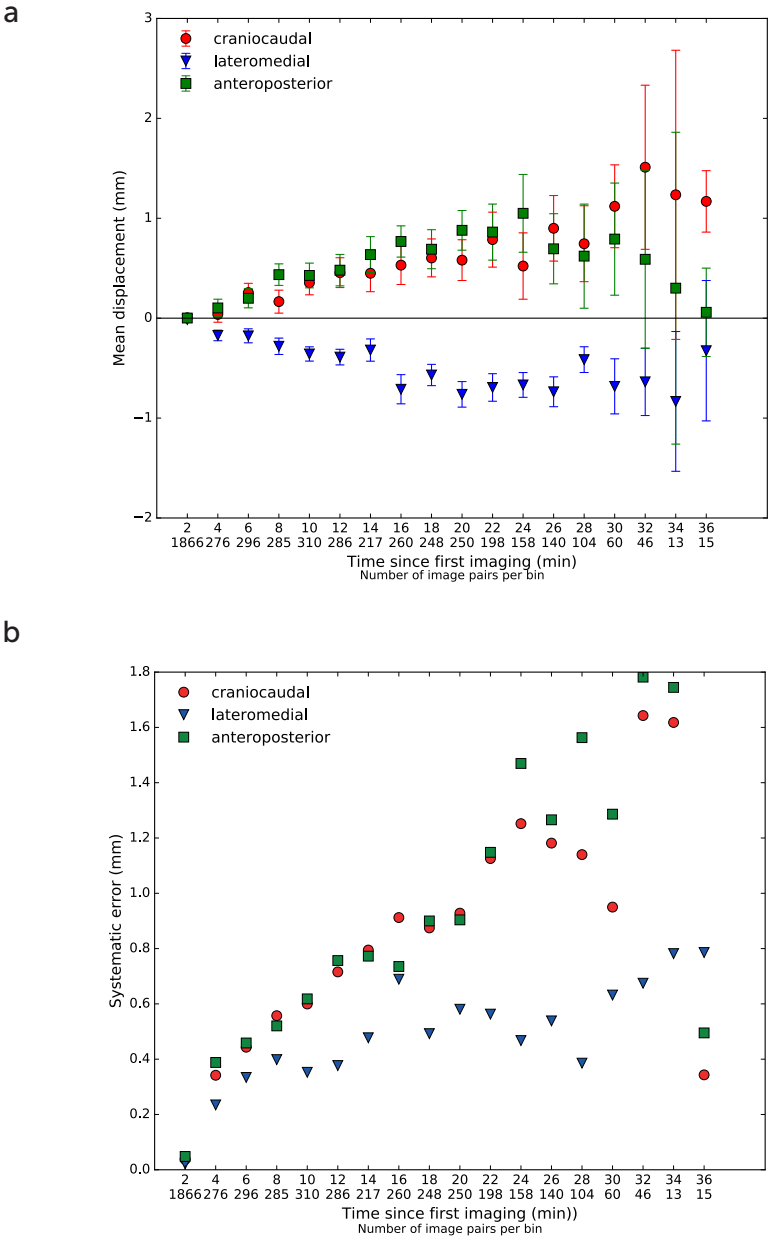 a
3
2
1
0
−1
−2
Mean displacement (mm)
craniocaudal
lateromedial
anteroposterior
2 4 6 8 10 12 14 16 18 20 22 24 26 28 30 32 34 36
1866 276 296 285 310 286 217 260 248 250 198 158 140 104 60 46 13 15
Time since first imaging (min)
Number of image pairs per bin
b
1.8
1.6
1.4
1.2
1.0
0.8
0.6
0.4
0.2
0.0
Systematic error (mm)
craniocaudal
lateromedial
anteroposterior
2 4 6 8 10 12 14 16 18 20 22 24 26 28 30 32 34 36
1866 276 296 285 310 286 217 260 248 250 198 158 140 104 60 46 13 15
Time since first imaging (min))
Number of image pairs per bin